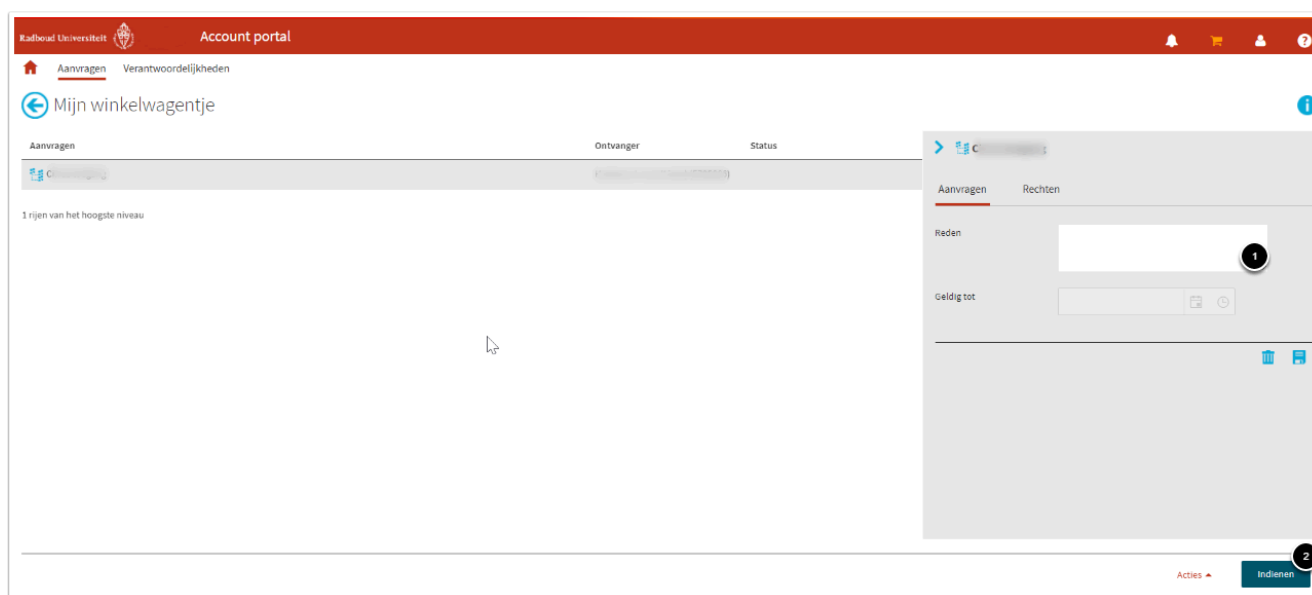 Radboud Universiteit Account portal
Aanvragen Verantwoordelijkheden
Mijn winkelwagentje
Aanvragen Ontvanger Status
C
C
1 rijen van het hoogste niveau
Aanvragen Rechten
Reden
1
Geldig tot
2
Acties Indienen